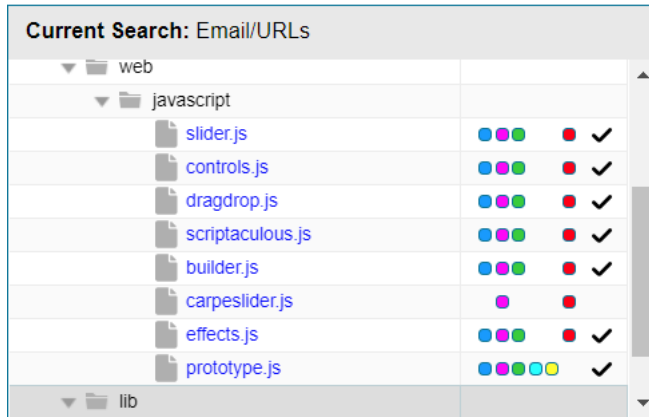 Current Search: Email/URLs
web
javascript
slider.js
controls.js
dragdrop.js
scriptaculous.js
builder.js
carpeslider.js
effects.js
prototype.js
lib